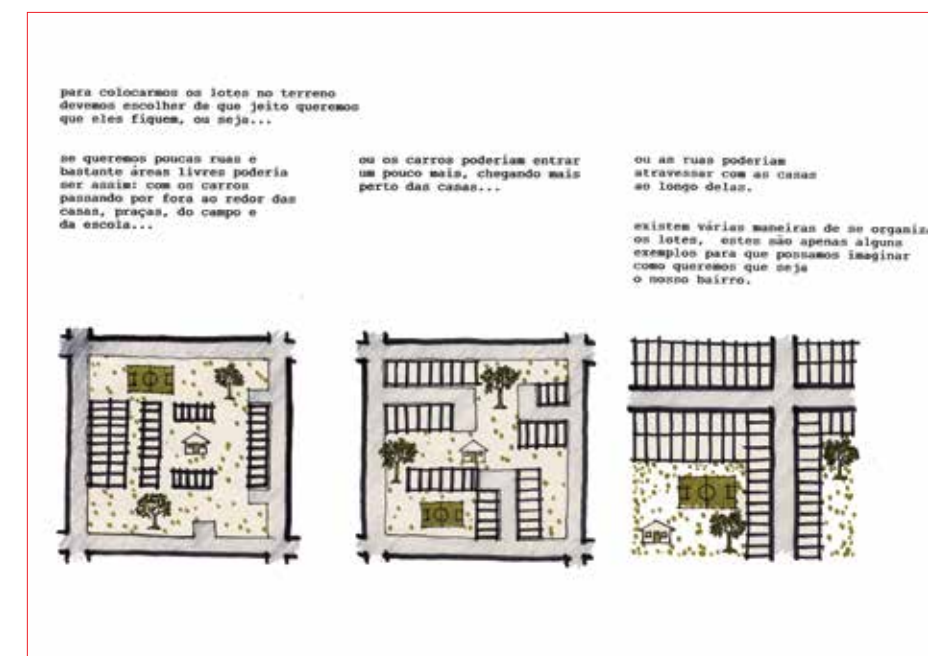 para colocarmos os lotes no terreno
devemos escolher de que jeito queremos
que eles fiquem, ou seja...
se queremos poucas ruas e
bastante áreas livres poderia
ser assim: com os carros
passando por fora ao redor das
casas, praças, do campo e
da escola...
ou os carros poderiam entrar
um pouco mais, chegando mais
perto das casas...
ou as ruas poderiam
atravessar com as casas
ao longo delas.
existem várias maneiras de se organiza
os lotes, estes são apenas alguns
exemplos para que possamos imaginar
como queremos que seja
o nosso bairro.